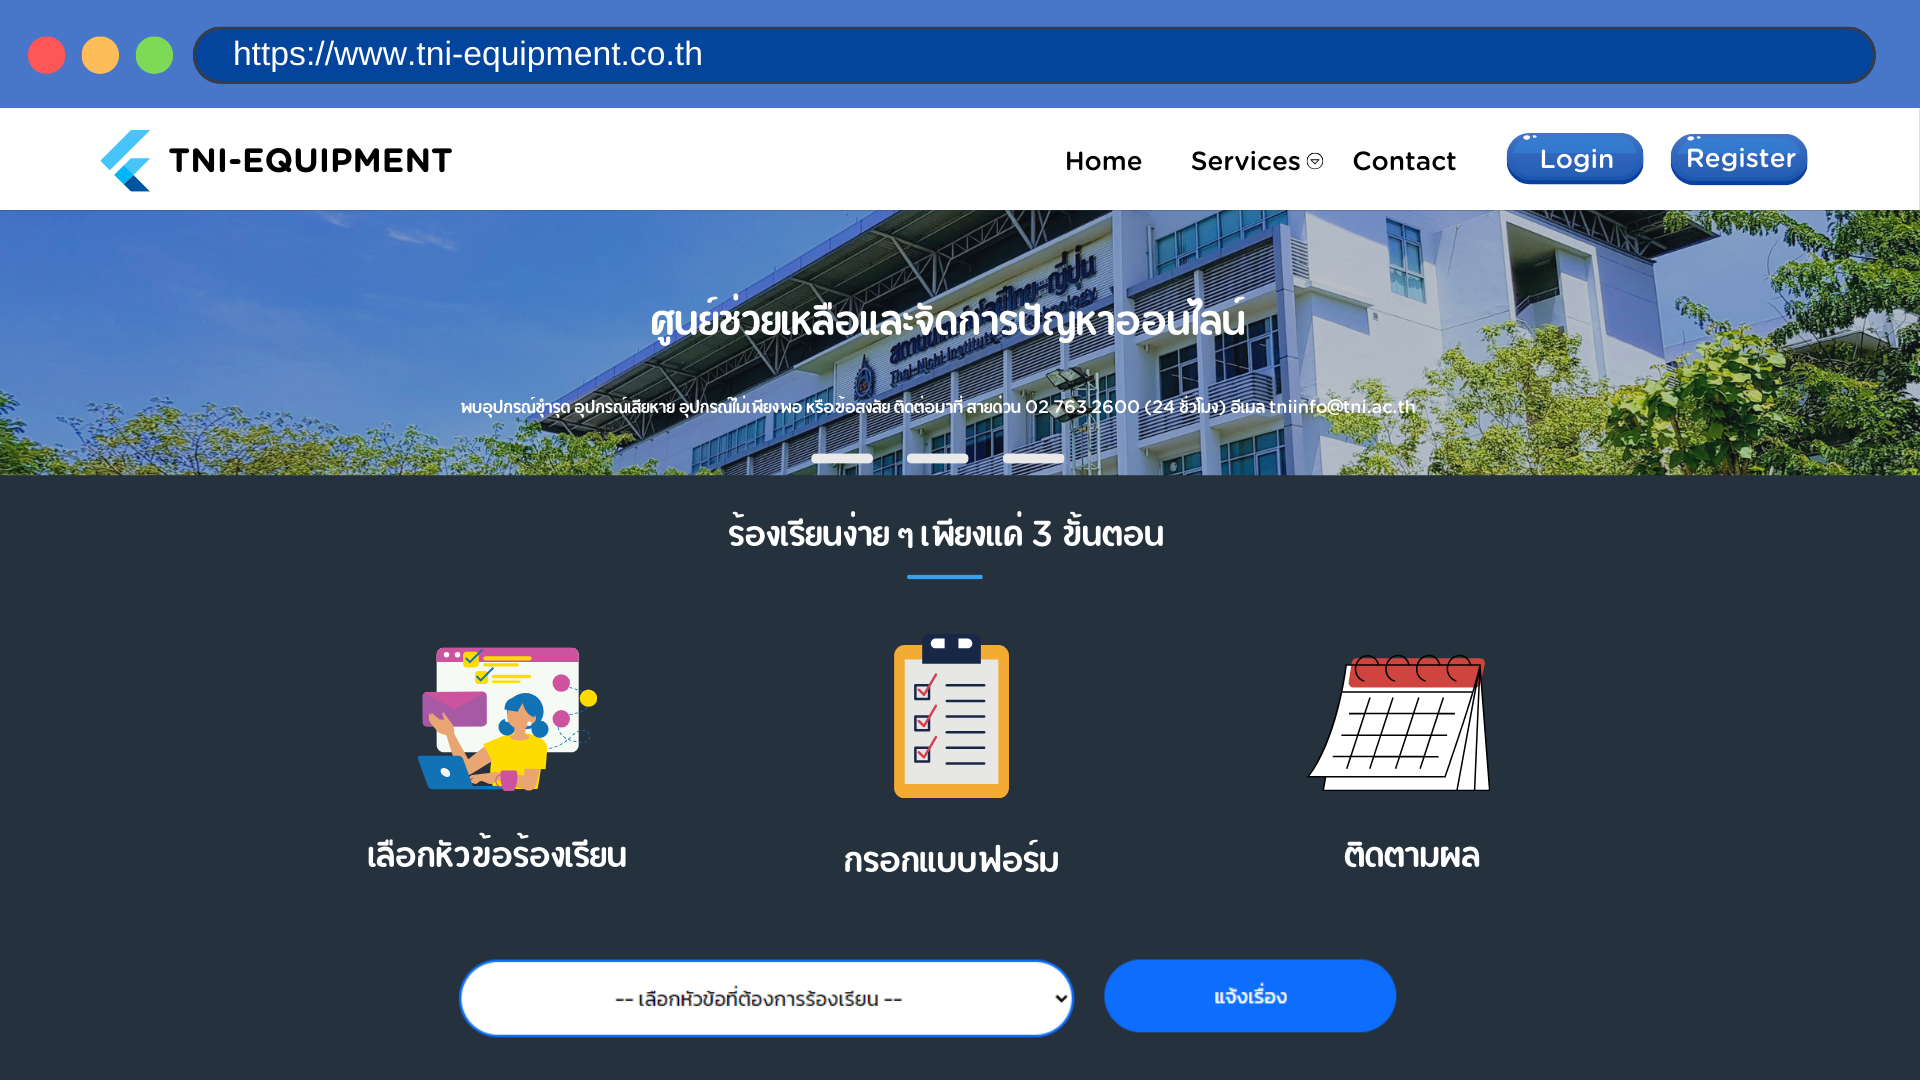 https://www.tni-equipment.co.th
TNI-EQUIPMENT
Home
Services
Contact
Login
Register
ศูนย์ช่วยเหลือและจัดการปัญหาออนไลน์
พบอุปกรณ์ชำรุด อุปกรณ์เสียหาย อุปกรณ์ไม่เพียงพอ หรือข้อสงสัย ติดต่อมาที่ สายด่วน 02 763 2600 (24 ชั่วโมง) อีเมล tniinfo@tni.ac.th
ร้องเรียนง่าย ๆ เพียงแค่ 3 ขั้นตอน
เลือกหัวข้อร้องเรียน
กรอกแบบฟอร์ม
ติดตามผล
-- เลือกหัวข้อที่ต้องการร้องเรียน --
แจ้งเรื่อง